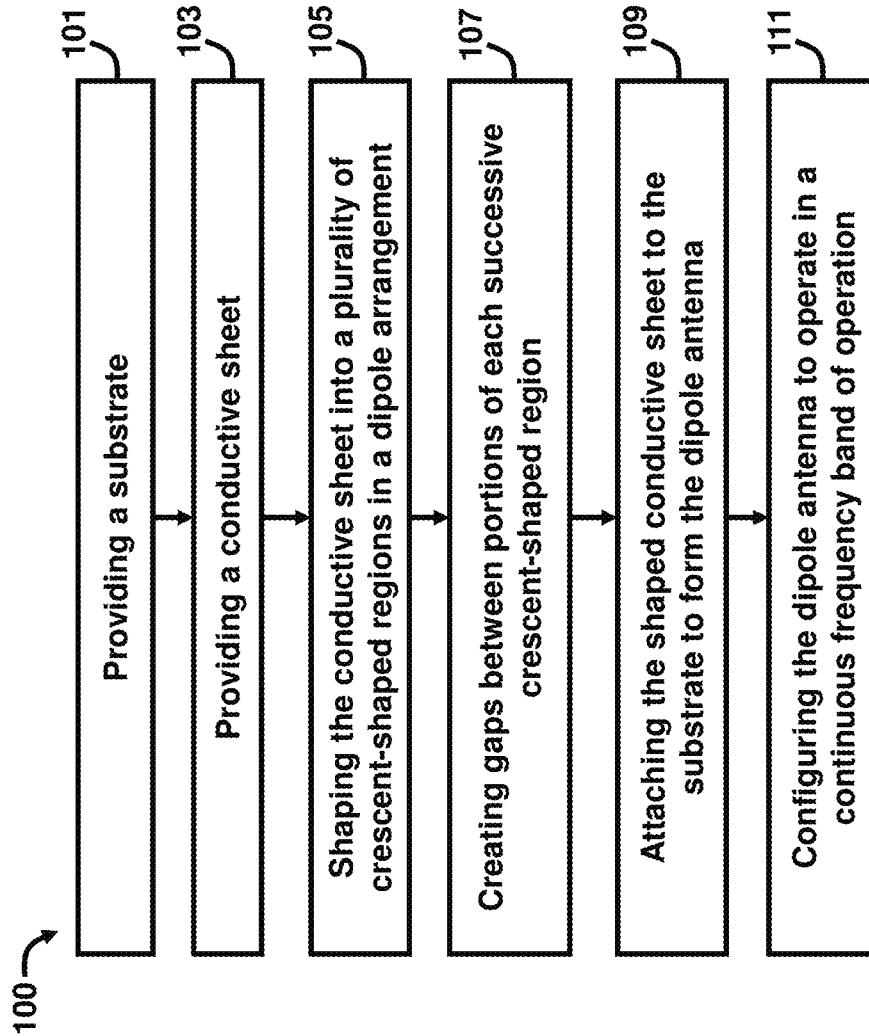 100
101
Providing a substrate
103
Providing a conductive sheet
105
Shaping the conductive sheet into a plurality of
crescent-shaped regions in a dipole arrangement
107
Creating gaps between portions of each successive
crescent-shaped region
109
Attaching the shaped conductive sheet to the
substrate to form the dipole antenna
111
Configuring the dipole antenna to operate in a
continuous frequency band of operation